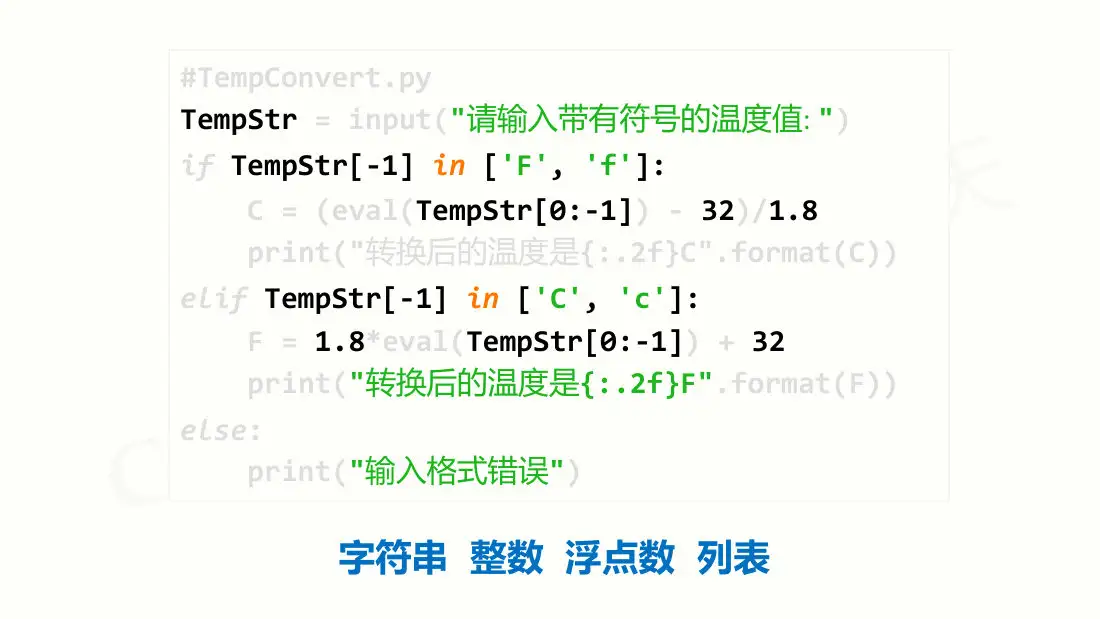 #TempConvert.py
TempStr = input("请输入带有符号的温度值: ")
if TempStr[-1] in ['F', 'f']:
    C = (eval(TempStr[0:-1]) - 32)/1.8
    print("转换后的温度是{:.2f}C".format(C))
elif TempStr[-1] in ['C', 'c']:
    F = 1.8*eval(TempStr[0:-1]) + 32
    print("转换后的温度是{:.2f}F".format(F))
else:
    print("输入格式错误")
字符串 整数 浮点数 列表